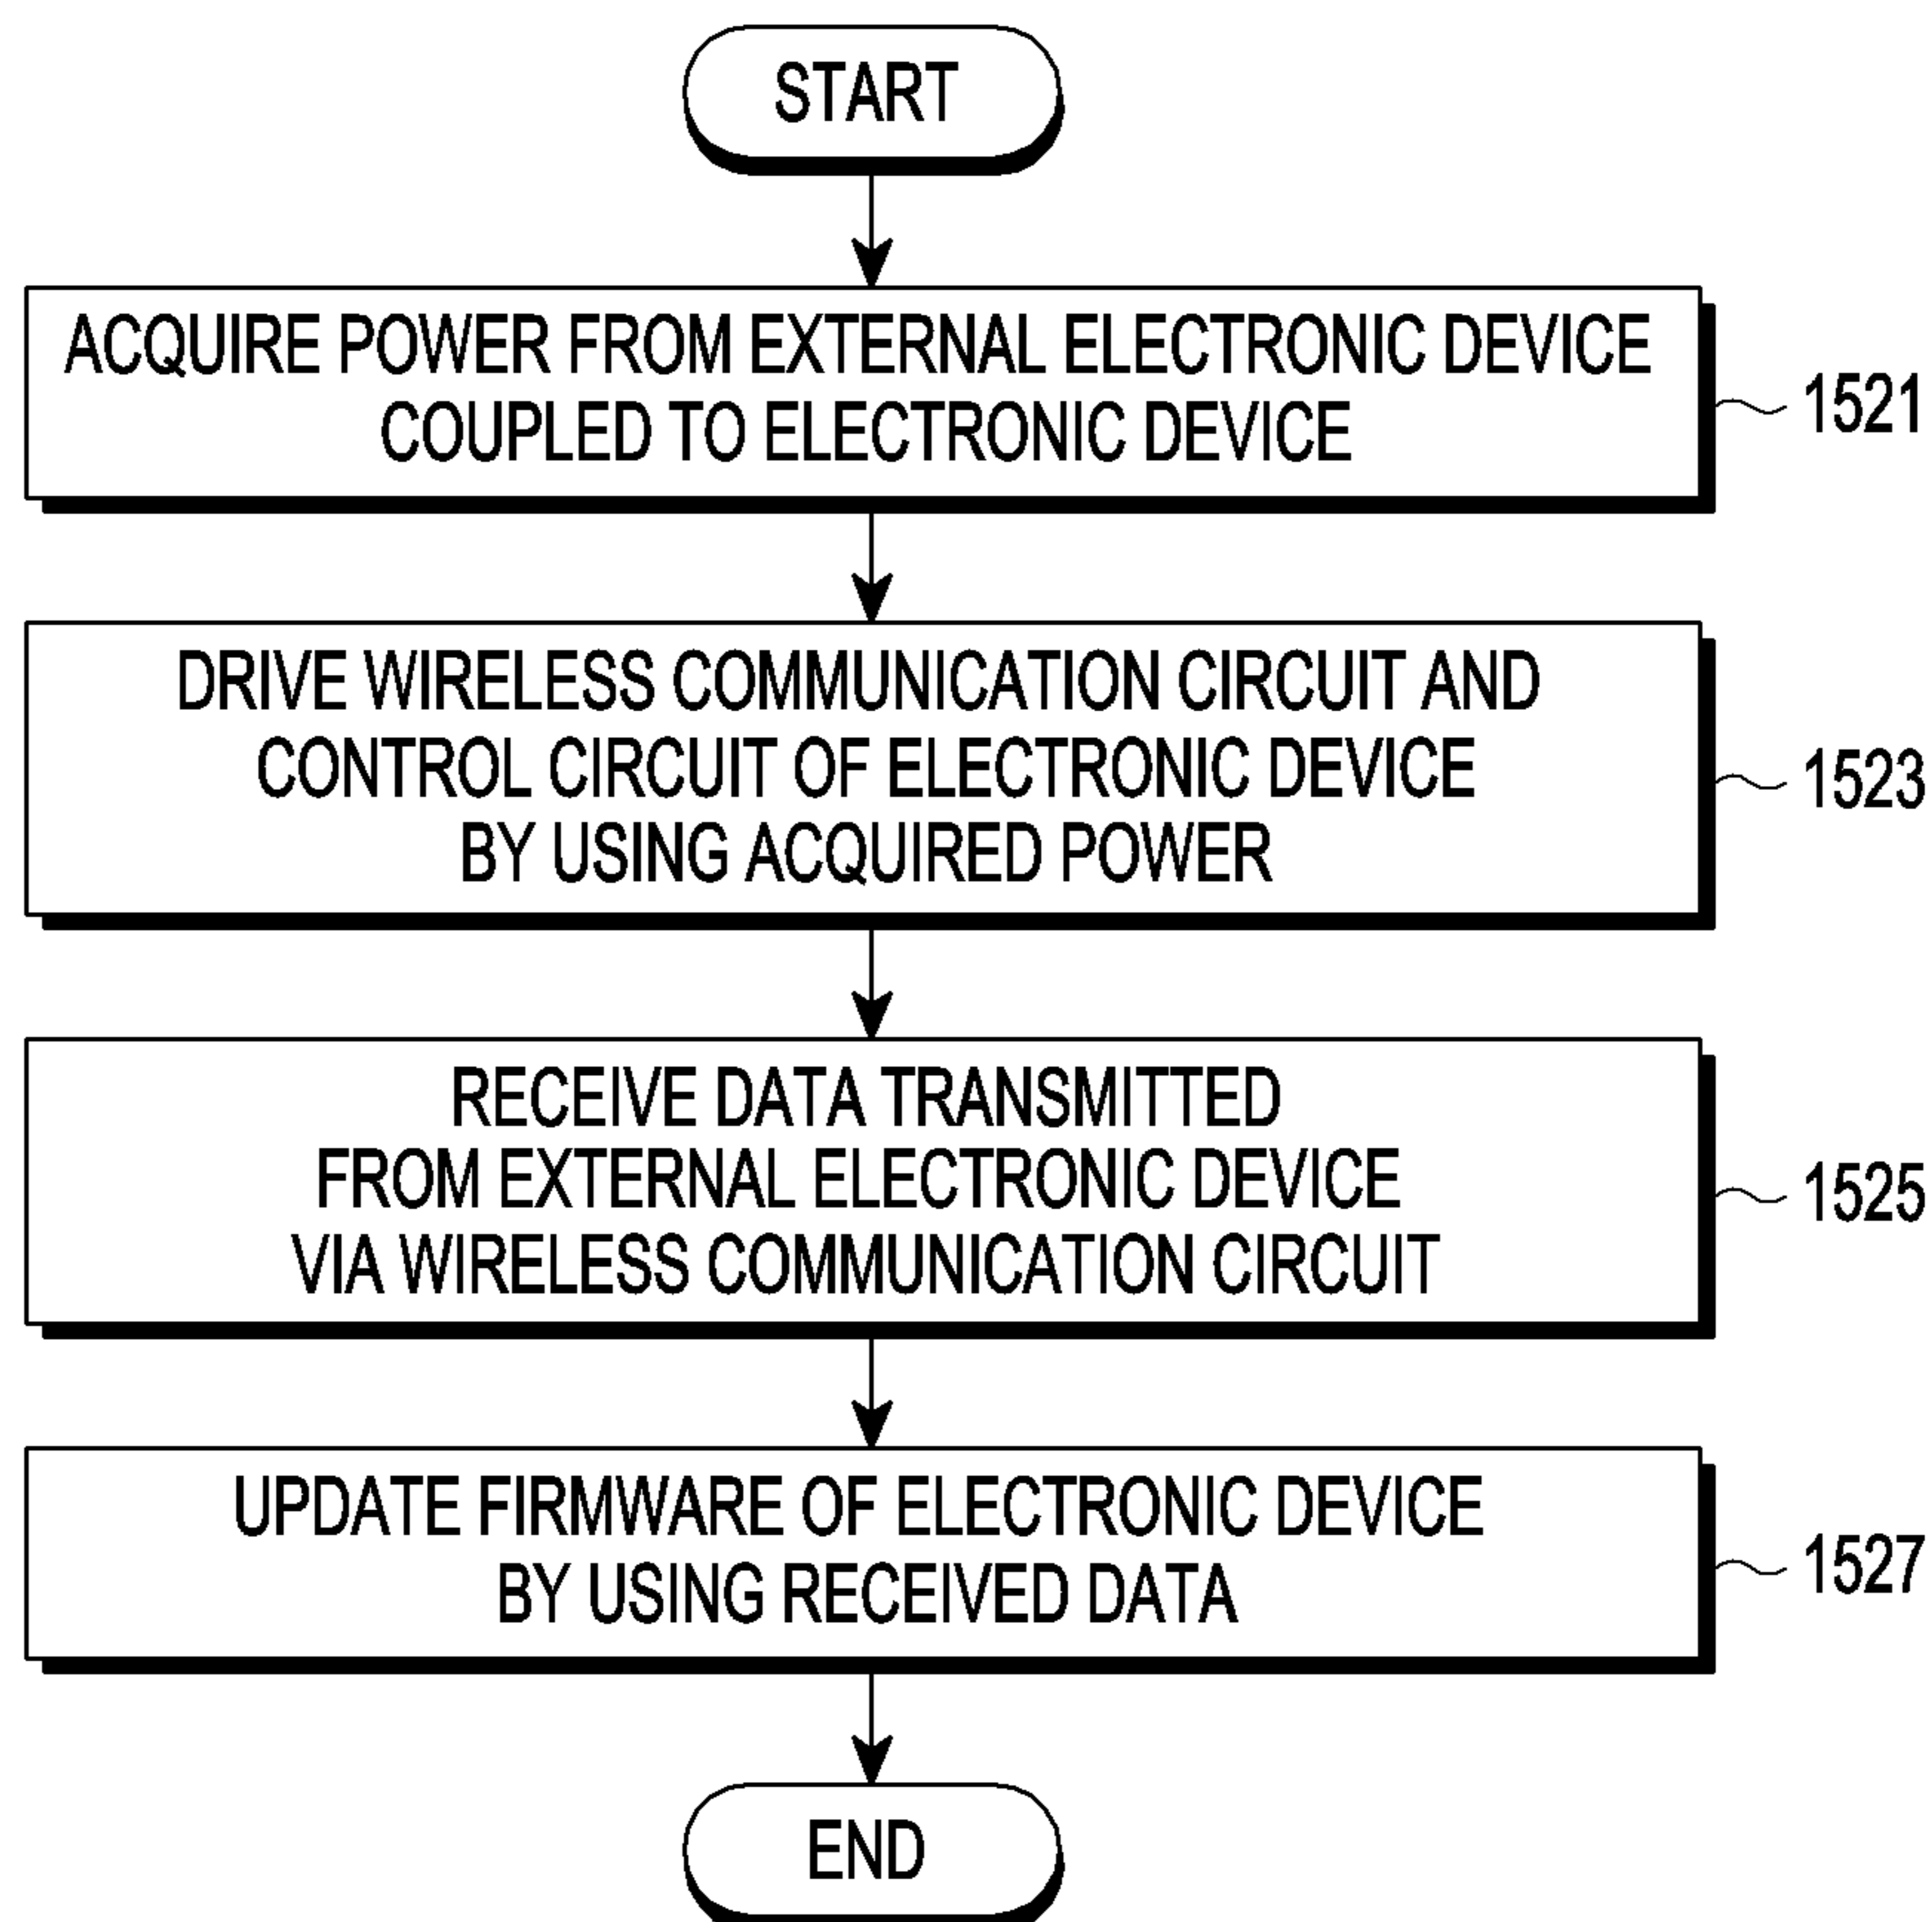 START
ACQUIRE POWER FROM EXTERNAL ELECTRONIC DEVICE
COUPLED TO ELECTRONIC DEVICE
1521
DRIVE WIRELESS COMMUNICATION CIRCUIT AND
CONTROL CIRCUIT OF ELECTRONIC DEVICE
BY USING ACQUIRED POWER
1523
RECEIVE DATA TRANSMITTED
FROM EXTERNAL ELECTRONIC DEVICE
VIA WIRELESS COMMUNICATION CIRCUIT
1525
UPDATE FIRMWARE OF ELECTRONIC DEVICE
BY USING RECEIVED DATA
1527
END